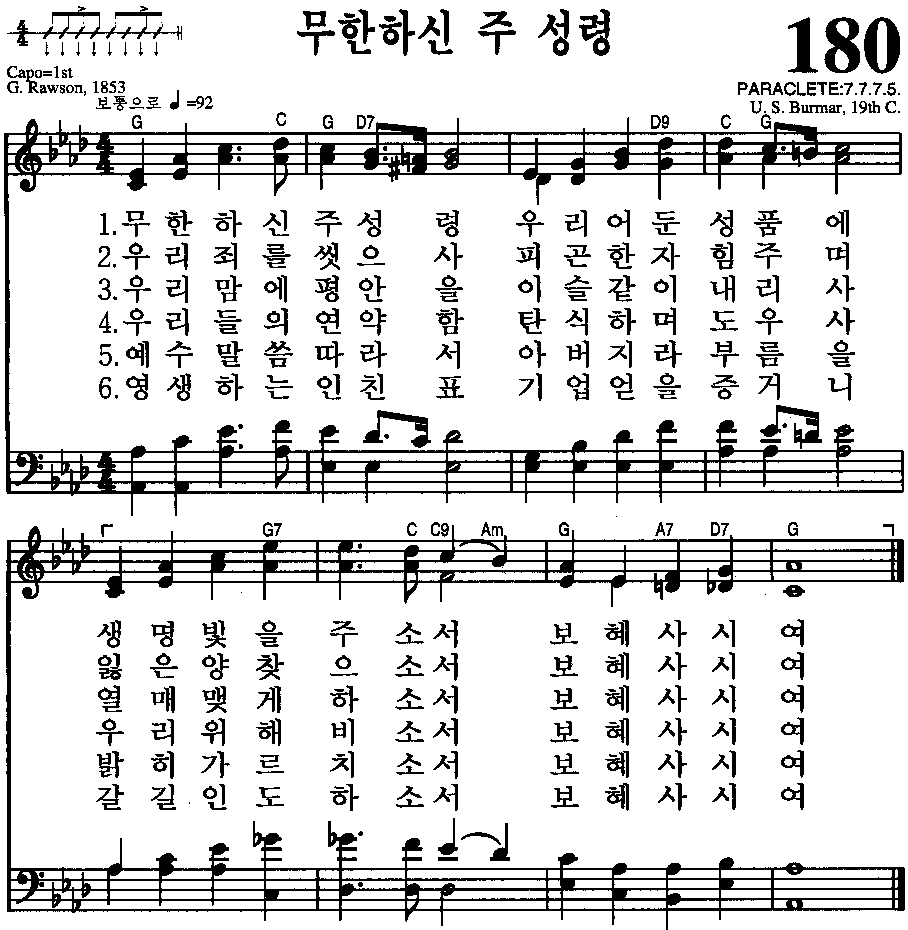 무한하신 주 성령
180
Capo=1st
G. Rawson, 1853
PARACLETE:7.7.7.5.
보통으로 ♩=92
U. S. Burmar, 19th C.
G C G D7 D9 C G
1.무한하신주성령 우리어둔성품에
2.우리죄를씻으사 피곤한자힘주며
3.우리맘에평안을 이슬같이내리사
4.우리들의연약함 탄식하며도우사
5.예수말씀따라서 아버지라부름을
6.영생하는인친표 기업얻을증거니
G7 C C9 Am G A7 D7 G
생명빛을주소서 보혜사시여
잃은양찾으소서 보혜사시여
열매맺게하소서 보혜사시여
우리위해비소서 보혜사시여
밝히가르치소서 보혜사시여
갈길인도하소서 보혜사시여